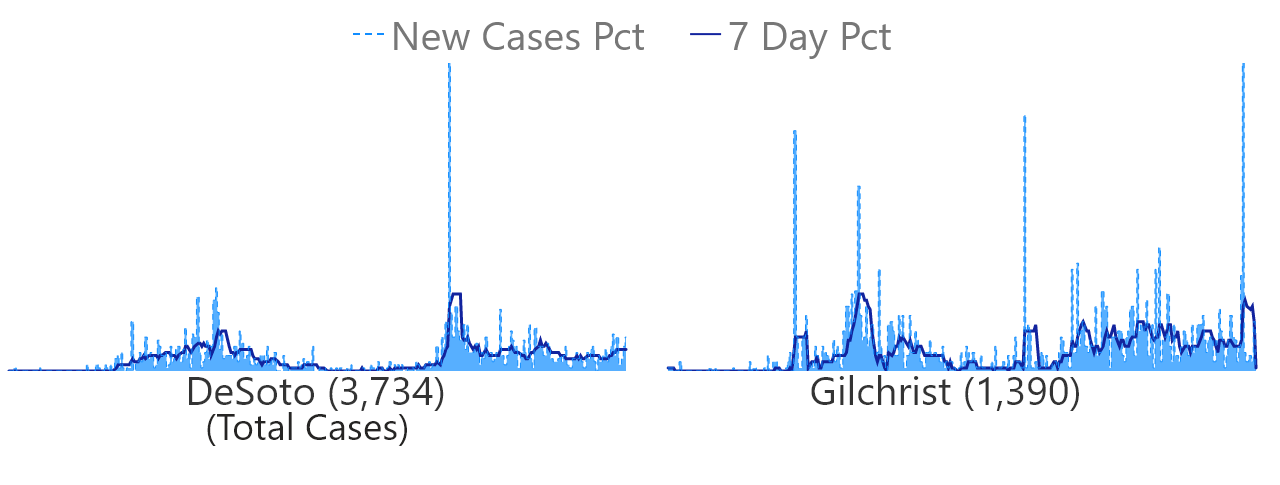 New Cases Pct 7 Day Pct
DeSoto (3,734) Gilchrist (1,390)
(Total Cases)